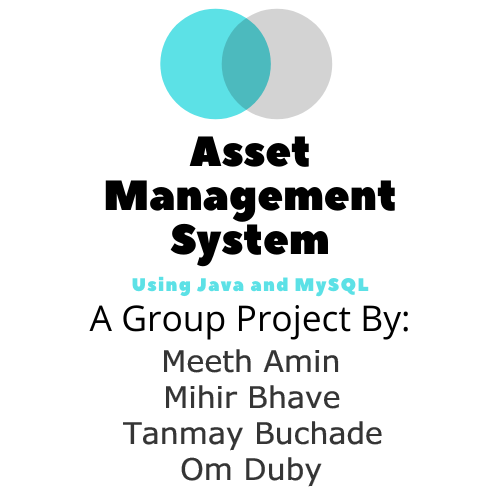 Asset
Management
System
Using Java and MySQL
A Group Project By:
Meeth Amin
Mihir Bhave
Tanmay Buchade
Om Duby